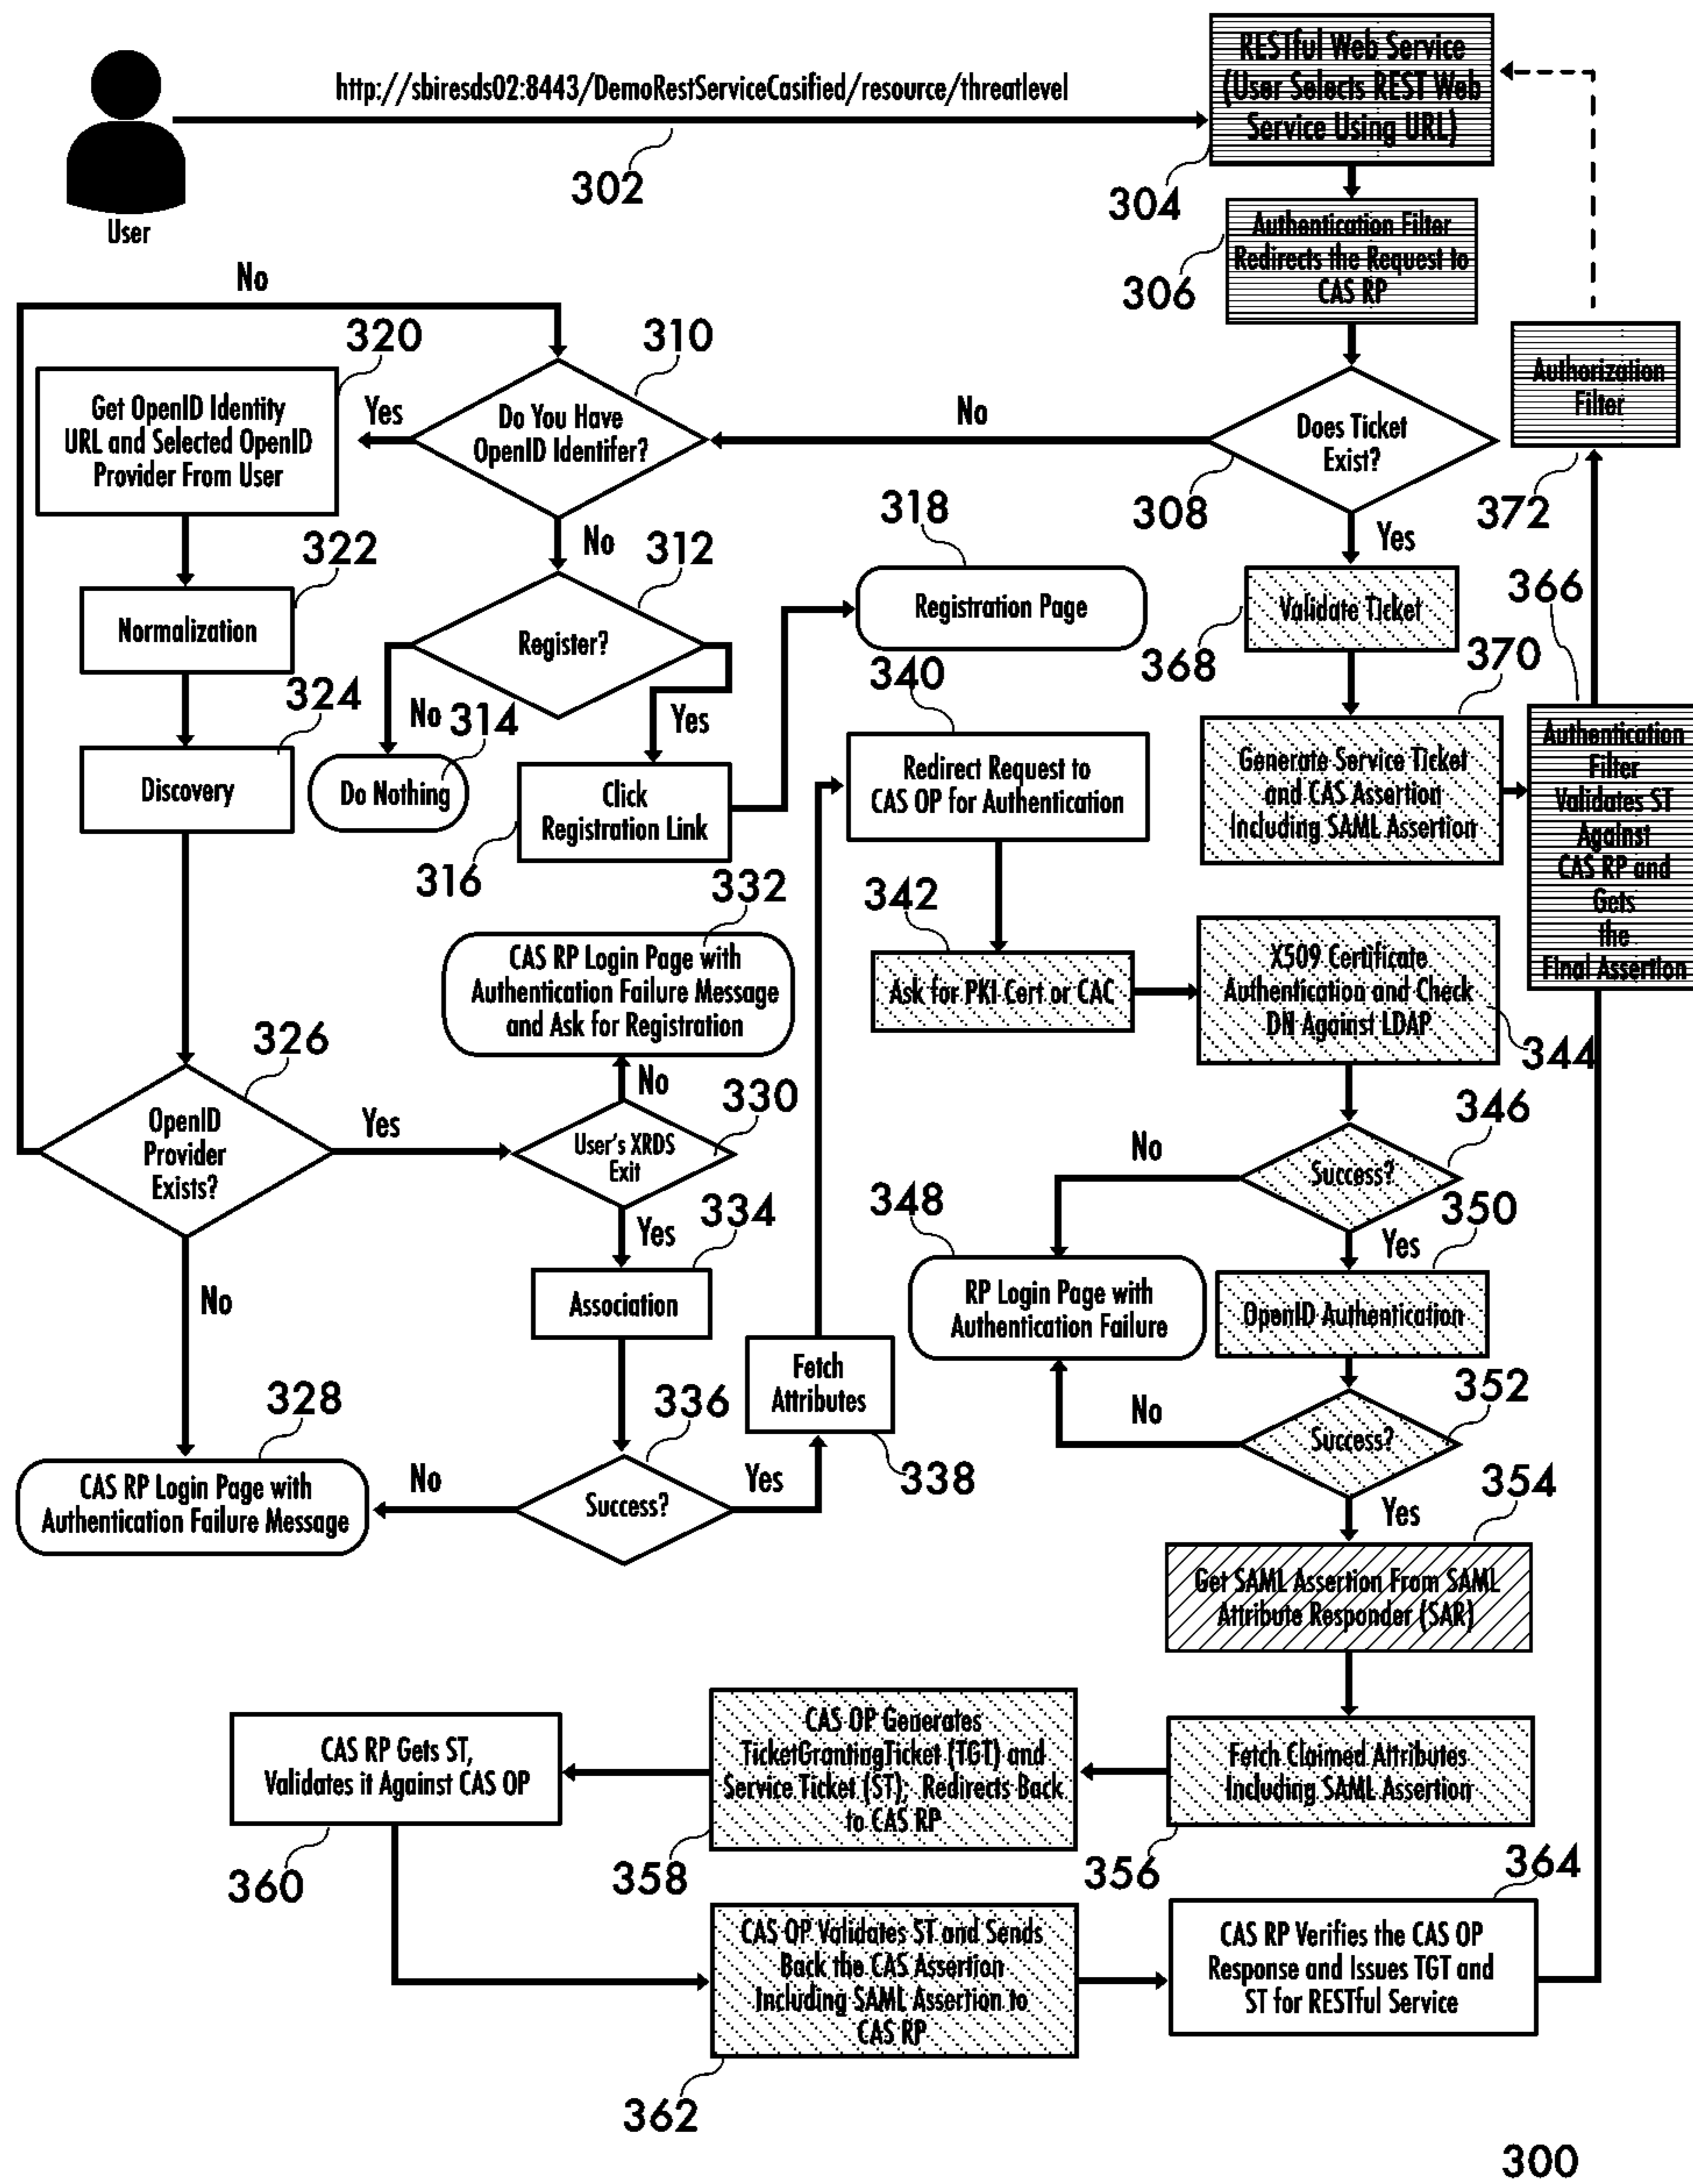 http://sbiresds02:8443/DemoRestServiceCasified/resource/threatlevel
302
User
RESTful Web Service
(User Selects REST Web
Service Using URL)
304
Authentication Filter
Redirects the Request to
CAS RP
306
No
320
Get OpenID Identity
URL and Selected OpenID
Provider From User
Yes
310
Do You Have
OpenID Identifer?
No
Does Ticket
Exist?
308
Authorization
Filter
372
322
Normalization
No
312
Register?
318
Registration Page
Yes
Validate Ticket
368
366
324
Discovery
No
314
Do Nothing
Yes
Click
Registration Link
316
340
Redirect Request to
CAS OP for Authentication
370
Generate Service Ticket
and CAS Assertion
Including SAML Assertion
Authentication
Filter
Validates ST
Against
CAS RP and
Gets
the
Final Assertion
332
CAS RP Login Page with
Authentication Failure Message
and Ask for Registration
342
Ask for PKI Cert or CAC
X509 Certificate
Authentication and Check
DN Against LDAP
344
326
OpenID
Provider
Exists?
Yes
No
330
User's XRDS
Exit
346
Success?
No
348
RP Login Page with
Authentication Failure
Yes
350
OpenID Authentication
Yes
334
Association
No
Fetch
Attributes
338
No
352
Success?
328
CAS RP Login Page with
Authentication Failure Message
No
336
Success?
Yes
Yes
354
Get SAML Assertion From SAML
Attribute Responder (SAR)
CAS RP Gets ST,
Validates it Against CAS OP
360
CAS OP Generates
TicketGrantingTicket (TGT) and
Service Ticket (ST), Redirects Back
to CAS RP
358
Fetch Claimed Attributes
Including SAML Assertion
356
CAS OP Validates ST and Sends
Back the CAS Assertion
Including SAML Assertion to
CAS RP
362
364
CAS RP Verifies the CAS OP
Response and Issues TGT and
ST for RESTful Service
300